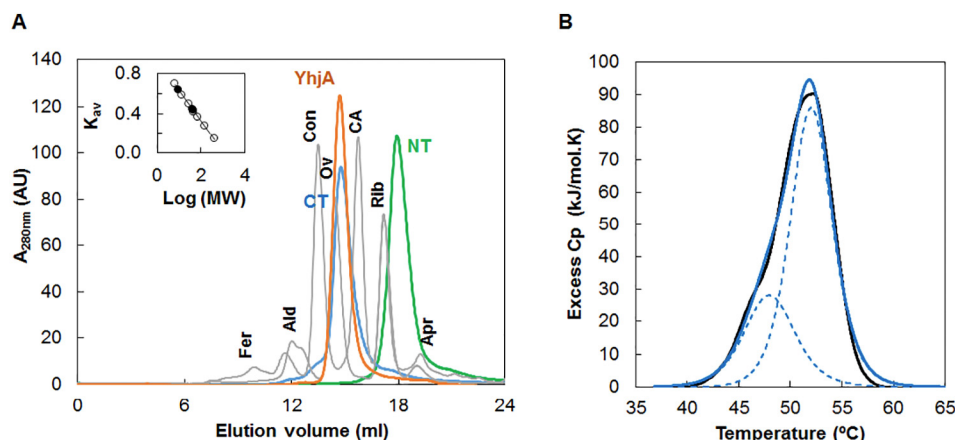 A
B
140
120
100
80
60
40
20
0
A280nm (AU)
0
6
12
18
24
Elution volume (ml)
0.8
0.4
0.0
Kav
0
2
4
Log (MW)
YhjA
NT
CT
Fer
Ald
Con
Ov
CA
Rib
Apr
100
90
80
70
60
50
40
30
20
10
0
Excess Cp (kJ/mol.K)
35
40
45
50
55
60
65
Temperature (ºC)